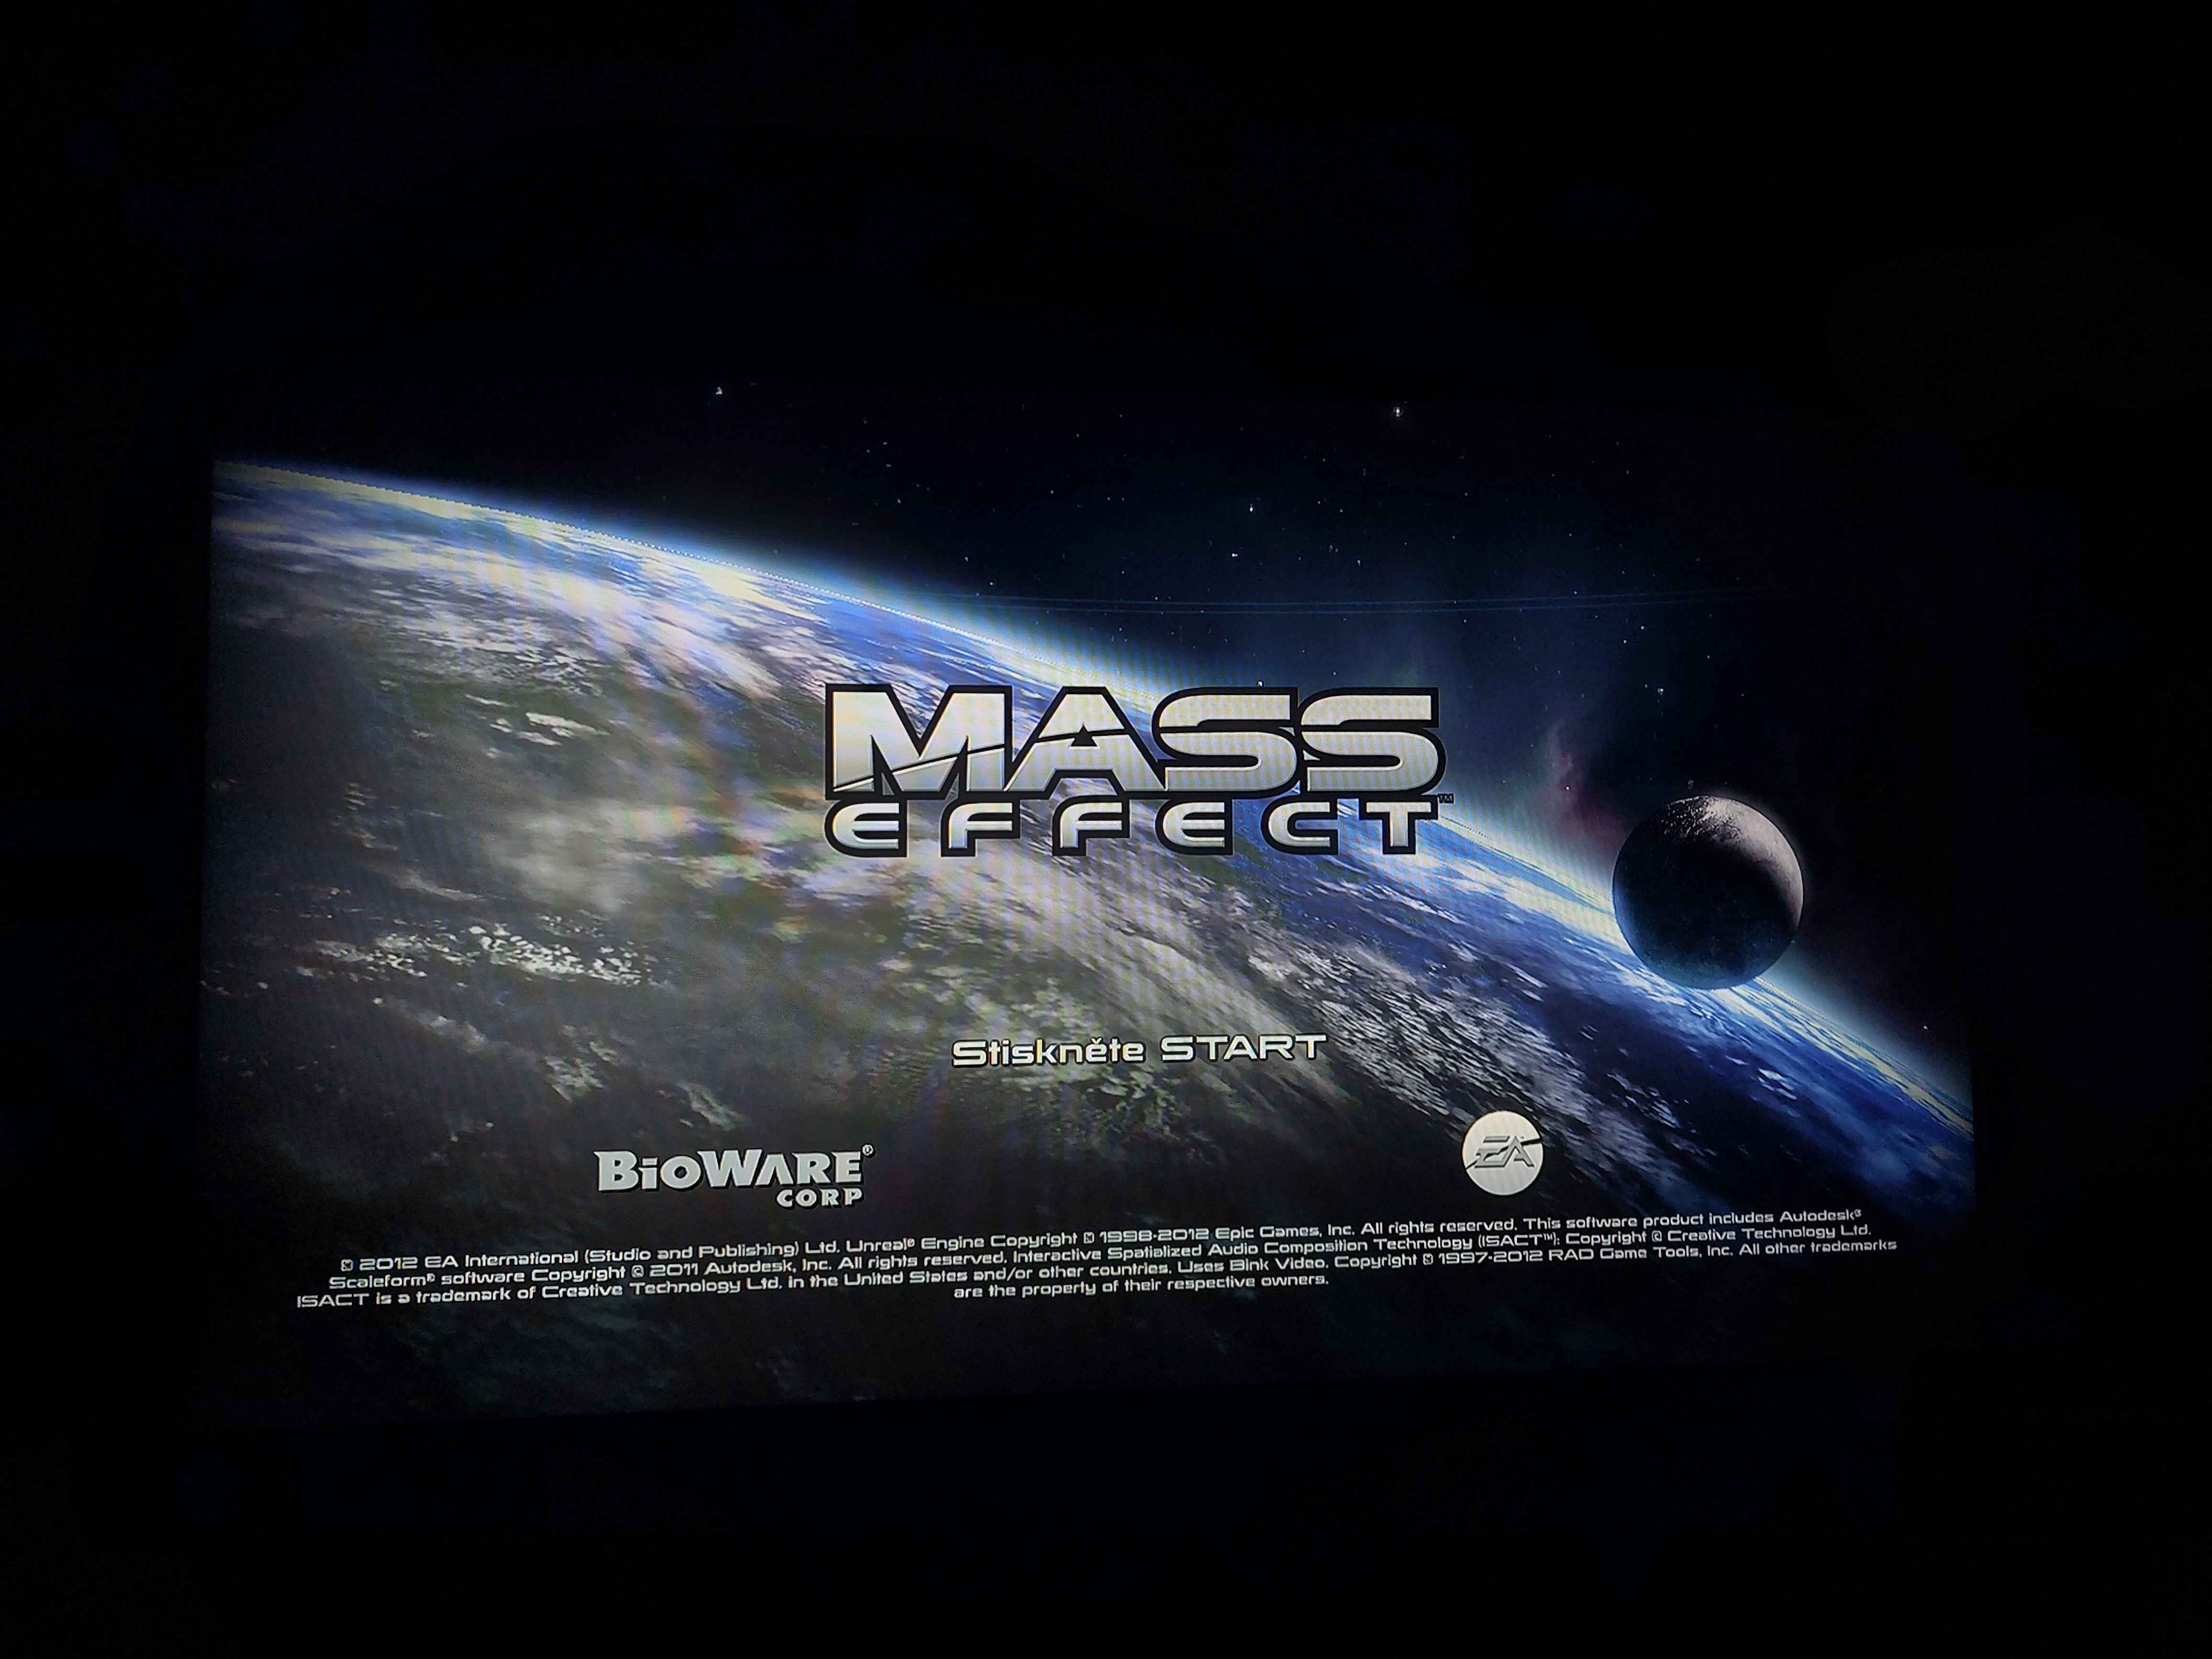 MASS
EFFECT™
Stiskněte START
BIOWARE®
CORP
EA
© 2012 EA International (Studio and Publishing) Ltd. Unreal® Engine Copyright © 1998-2012 Epic Games, Inc. All rights reserved. This software product includes Autodesk®
Scaleform® software Copyright © 2011 Autodesk, Inc. All rights reserved. Interactive Spatialized Audio Composition Technology (ISACT™): Copyright © Creative Technology Ltd.
ISACT is a trademark of Creative Technology Ltd. in the United States and/or other countries. Uses Bink Video. Copyright © 1997-2012 RAD Game Tools, Inc. All other trademarks
are the property of their respective owners.